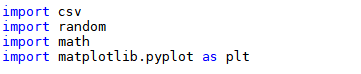 import csv
import random
import math
import matplotlib.pyplot as plt